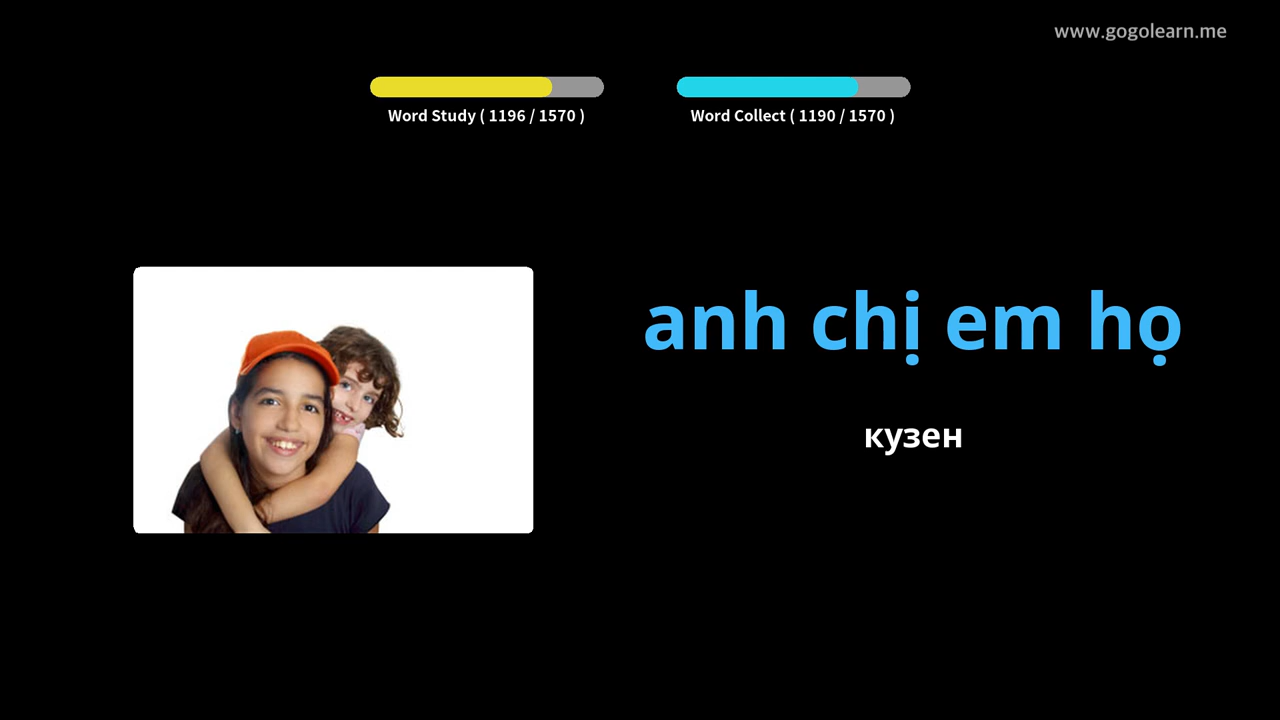 www.gogolearn.me
Word Study ( 1196 / 1570 )
Word Collect ( 1190 / 1570 )
anh chị em họ
кузен